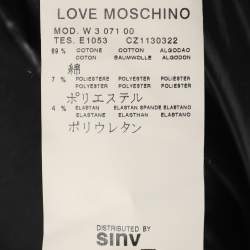 LOVE MOSCHINO
MOD. W 3 071 00
TES. E1053 CZ1130322
89 % COTONE COTTON ALGODAO
COTON BAUMWOLLE ALGODON
綿
7 % POLIESTERE POLYESTER POLIESTER
POLYESTER POLYESTER POLIESTER
ポリエステル
4 % ELASTAN ELASTAN SPANDE ELASTANO
ELASTANE ELASTHAN ELASTANO
ポリウレタン
DISTRIBUTED BY
sinv